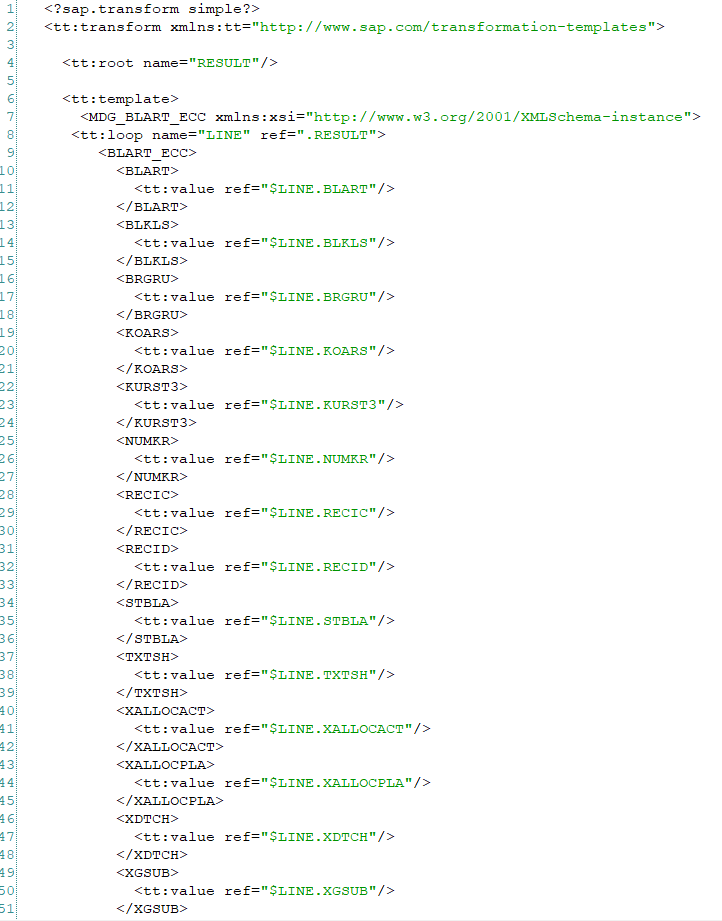 1 <?sap.transform simple?>
2 <tt:transform xmlns:tt="http://www.sap.com/transformation-templates">
3
4 <tt:root name="RESULT"/>
5
6 <tt:template>
7 <MDG_BLART_ECC xmlns:xsi="http://www.w3.org/2001/XMLSchema-instance">
8 <tt:loop name="LINE" ref=".RESULT">
9 <BLART_ECC>
10 <BLART>
11 <tt:value ref="$LINE.BLART"/>
12 </BLART>
13 <BLKLS>
14 <tt:value ref="$LINE.BLKLS"/>
15 </BLKLS>
16 <BRGRU>
17 <tt:value ref="$LINE.BRGRU"/>
18 </BRGRU>
19 <KOARS>
20 <tt:value ref="$LINE.KOARS"/>
21 </KOARS>
22 <KURST3>
23 <tt:value ref="$LINE.KURST3"/>
24 </KURST3>
25 <NUMKR>
26 <tt:value ref="$LINE.NUMKR"/>
27 </NUMKR>
28 <RECIC>
29 <tt:value ref="$LINE.RECIC"/>
30 </RECIC>
31 <RECID>
32 <tt:value ref="$LINE.RECID"/>
33 </RECID>
34 <STBLA>
35 <tt:value ref="$LINE.STBLA"/>
36 </STBLA>
37 <TXTSH>
38 <tt:value ref="$LINE.TXTSH"/>
39 </TXTSH>
40 <XALLOCACT>
41 <tt:value ref="$LINE.XALLOCACT"/>
42 </XALLOCACT>
43 <XALLOCPLA>
44 <tt:value ref="$LINE.XALLOCPLA"/>
45 </XALLOCPLA>
46 <XDTCH>
47 <tt:value ref="$LINE.XDTCH"/>
48 </XDTCH>
49 <XGSUB>
50 <tt:value ref="$LINE.XGSUB"/>
51 </XGSUB>